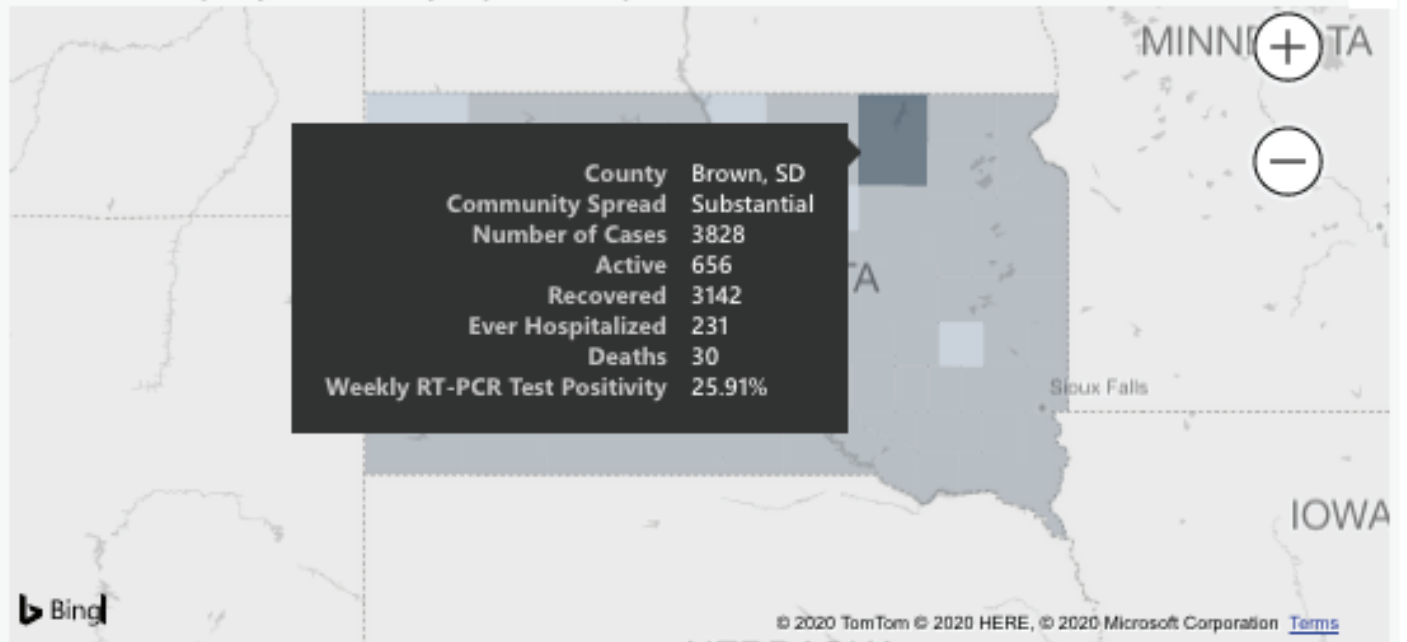 MINNE TA
County Brown, SD
Community Spread Substantial
Number of Cases 3828
Active 656
Recovered 3142
Ever Hospitalized 231
Deaths 30
Weekly RT-PCR Test Positivity 25.91%
TA
Sioux Falls
IOWA
Bing
© 2020 TomTom © 2020 HERE, © 2020 Microsoft Corporation Terms